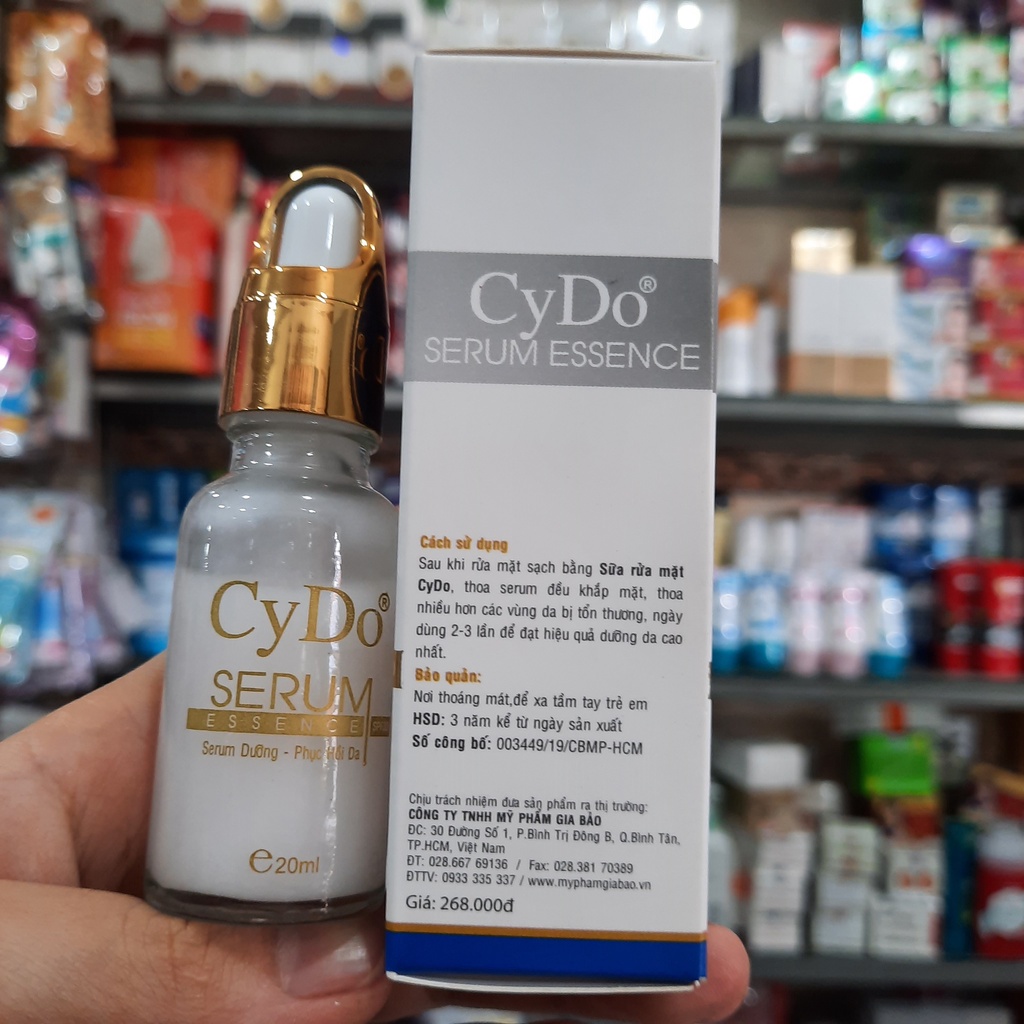 CyDo®
SERUM
ESSENCE
Serum Dưỡng - Phục Hồi Da
℮20ml
CyDo®
SERUM ESSENCE
Cách sử dụng
Sau khi rửa mặt sạch bằng Sữa rửa mặt
CyDo, thoa serum đều khắp mặt, thoa
nhiều hơn các vùng da bị tổn thương, ngày
dùng 2-3 lần để đạt hiệu quả dưỡng da cao
nhất.
Bảo quản:
Nơi thoáng mát,để xa tầm tay trẻ em
HSD: 3 năm kể từ ngày sản xuất
Số công bố: 003449/19/CBMP-HCM
Chịu trách nhiệm đưa sản phẩm ra thị trường:
CÔNG TY TNHH MỸ PHẨM GIA BẢO
ĐC: 30 Đường Số 1, P.Bình Trị Đông B, Q.Bình Tân,
TP.HCM, Việt Nam
ĐT: 028.667 69136 / Fax: 028.381 70389
ĐTTV: 0933 335 337 / www.myphamgiabao.vn
Giá: 268.000đ